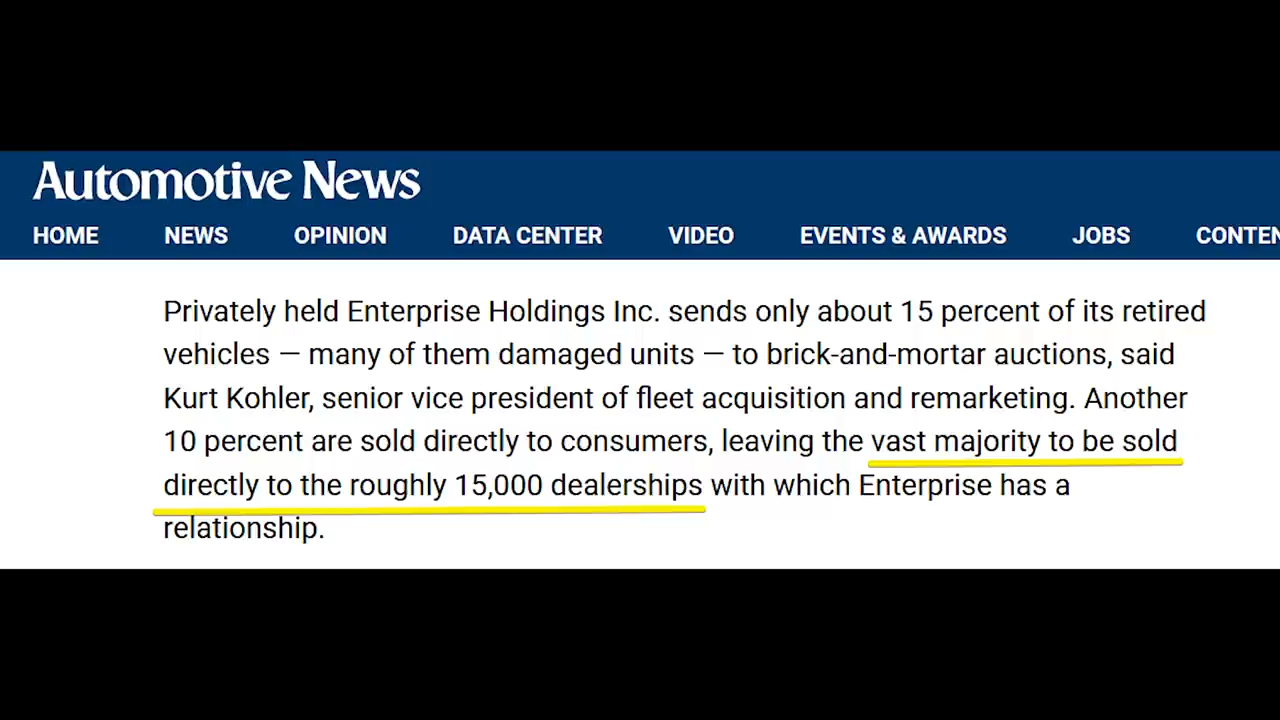 Automotive News
HOME NEWS OPINION DATA CENTER VIDEO EVENTS & AWARDS JOBS CONTEN
Privately held Enterprise Holdings Inc. sends only about 15 percent of its retired
vehicles — many of them damaged units — to brick-and-mortar auctions, said
Kurt Kohler, senior vice president of fleet acquisition and remarketing. Another
10 percent are sold directly to consumers, leaving the vast majority to be sold
directly to the roughly 15,000 dealerships with which Enterprise has a
relationship.